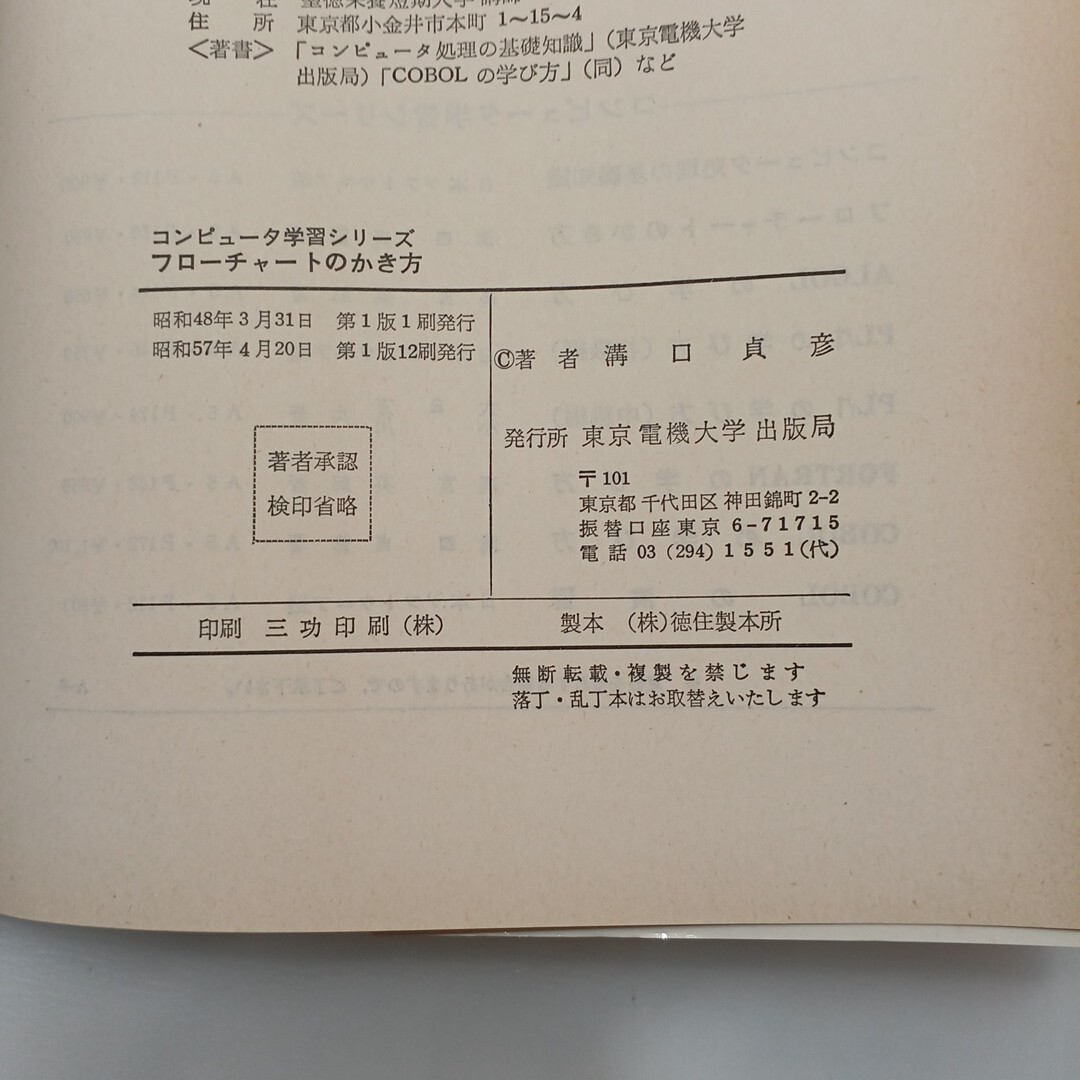 住所 東京都小金井市本町 1〜15〜4
<著書> 「コンピュータ処理の基礎知識」(東京電機大学
出版局)「COBOL の学び方」(同) など
コンピュータ学習シリーズ
フローチャートのかき方
昭和48年3月31日 第1版1刷発行
昭和57年4月20日 第1版12刷発行
著者承認
検印省略
©著者 溝口貞彦
発行所 東京電機大学出版局
〒101
東京都千代田区神田錦町2-2
振替口座東京 6-71715
電話 03 (294) 1551(代)
印刷 三功印刷(株)
製本 (株)徳住製本所
無断転載・複製を禁じます
落丁・乱丁本はお取替えいたします